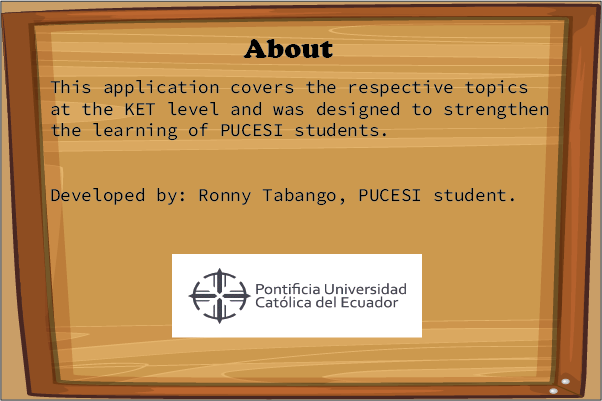 About
This application covers the respective topics
at the KET level and was designed to strengthen
the learning of PUCESI students.
Developed by: Ronny Tabango, PUCESI student.
Pontificia Universidad
Católica del Ecuador